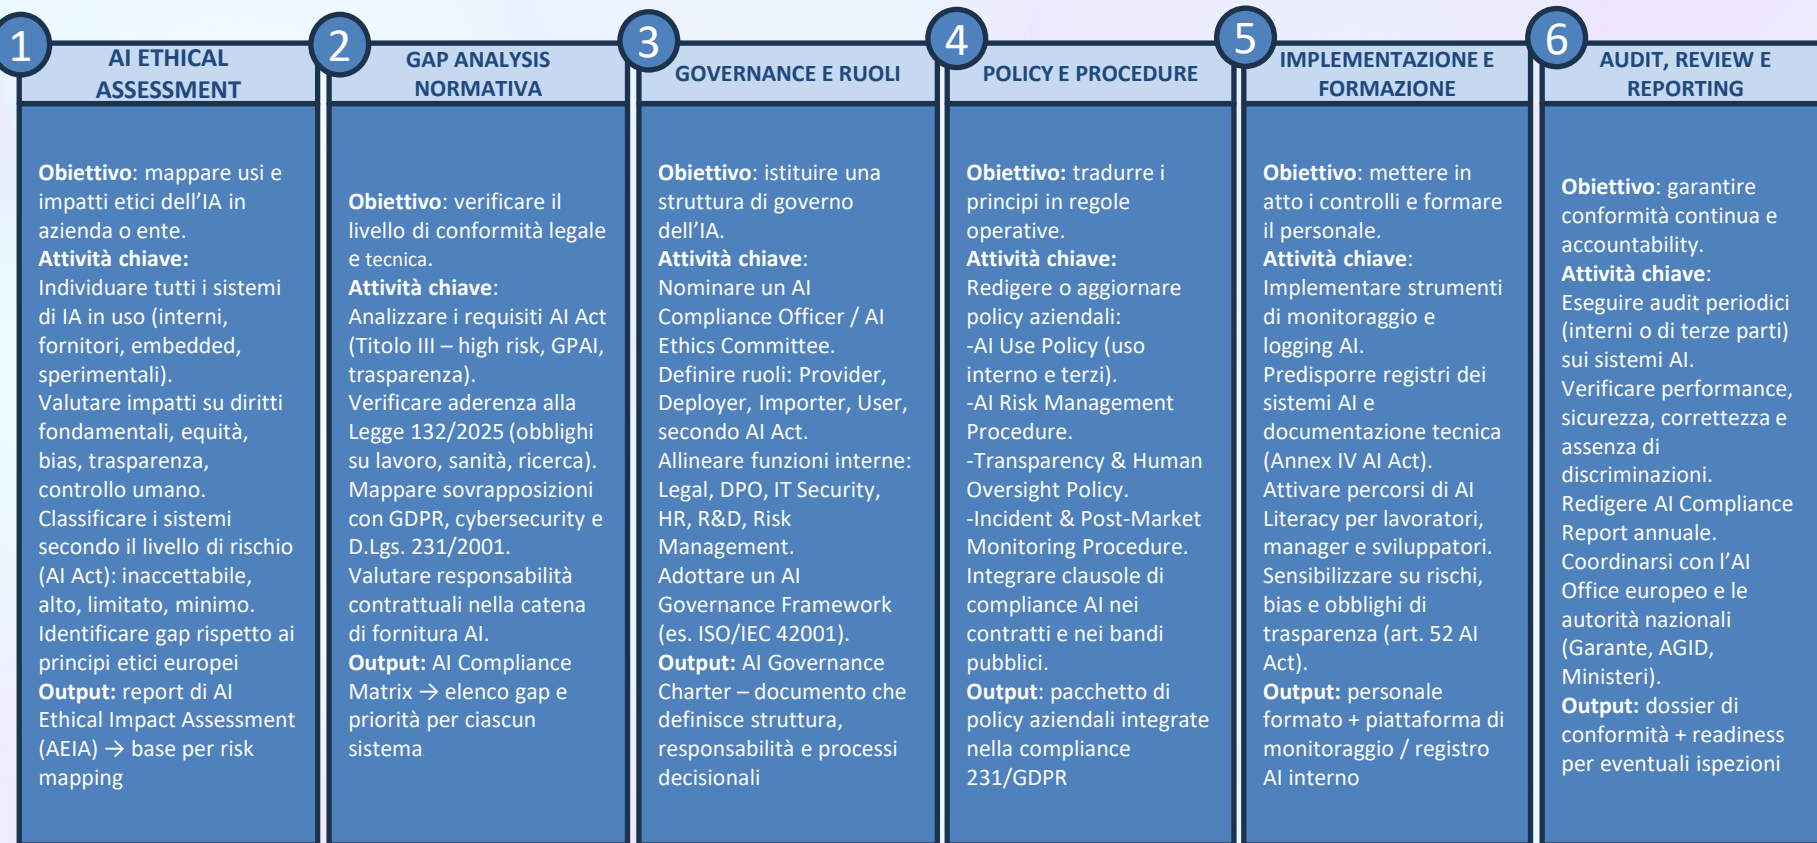 1
AI ETHICAL
ASSESSMENT
Obiettivo: mappare usi e
impatti etici dell’IA in
azienda o ente.
Attività chiave:
Individuare tutti i sistemi
di IA in uso (interni,
fornitori, embedded,
sperimentali).
Valutare impatti su diritti
fondamentali, equità,
bias, trasparenza,
controllo umano.
Classificare i sistemi
secondo il livello di rischio
(AI Act): inaccettabile,
alto, limitato, minimo.
Identificare gap rispetto ai
principi etici europei
Output: report di AI
Ethical Impact Assessment
(AEIA) → base per risk
mapping
2
GAP ANALYSIS
NORMATIVA
Obiettivo: verificare il
livello di conformità legale
e tecnica.
Attività chiave:
Analizzare i requisiti AI Act
(Titolo III – high risk, GPAI,
trasparenza).
Verificare aderenza alla
Legge 132/2025 (obblighi
su lavoro, sanità, ricerca).
Mappare sovrapposizioni
con GDPR, cybersecurity e
D.Lgs. 231/2001.
Valutare responsabilità
contrattuali nella catena
di fornitura AI.
Output: AI Compliance
Matrix → elenco gap e
priorità per ciascun
sistema.
3
GOVERNANCE E RUOLI
Obiettivo: istituire una
struttura di governo
dell’IA.
Attività chiave:
Nominare un AI
Compliance Officer / AI
Ethics Committee.
Definire ruoli: Provider,
Deployer, Importer, User,
secondo AI Act.
Allineare funzioni interne:
Legal, DPO, IT Security,
HR, R&D, Risk
Management.
Adottare un AI
Governance Framework
(es. ISO/IEC 42001).
Output: AI Governance
Charter – documento che
definisce struttura,
responsabilità e processi
decisionali
4
POLICY E PROCEDURE
Obiettivo: tradurre i
principi in regole
operative.
Attività chiave:
Redigere o aggiornare
policy aziendali:
-AI Use Policy (uso
interno e terzi).
-AI Risk Management
Procedure.
-Transparency & Human
Oversight Policy.
-Incident & Post-Market
Monitoring Procedure.
Integrare clausole di
compliance AI nei
contratti e nei bandi
pubblici.
Output: pacchetto di
policy aziendali integrate
nella compliance
231/GDPR
5
IMPLEMENTAZIONE E
FORMAZIONE
Obiettivo: mettere in
atto i controlli e formare
il personale.
Attività chiave:
Implementare strumenti
di monitoraggio e
logging AI.
Predisporre registri dei
sistemi AI e
documentazione tecnica
(Annex IV AI Act).
Attivare percorsi di AI
Literacy per lavoratori,
manager e sviluppatori.
Sensibilizzare su rischi,
bias e obblighi di
trasparenza (art. 52 AI
Act).
Output: personale
formato + piattaforma di
monitoraggio / registro
AI interno
6
AUDIT, REVIEW E
REPORTING
Obiettivo: garantire
conformità continua e
accountability.
Attività chiave:
Eseguire audit periodici
(interni o di terze parti)
sui sistemi AI.
Verificare performance,
sicurezza, correttezza e
assenza di
discriminazioni.
Redigere AI Compliance
Report annuale.
Coordinarsi con l’AI
Office europeo e le
autorità nazionali
(Garante, AGID,
Ministeri).
Output: dossier di
conformità + readiness
per eventuali ispezioni